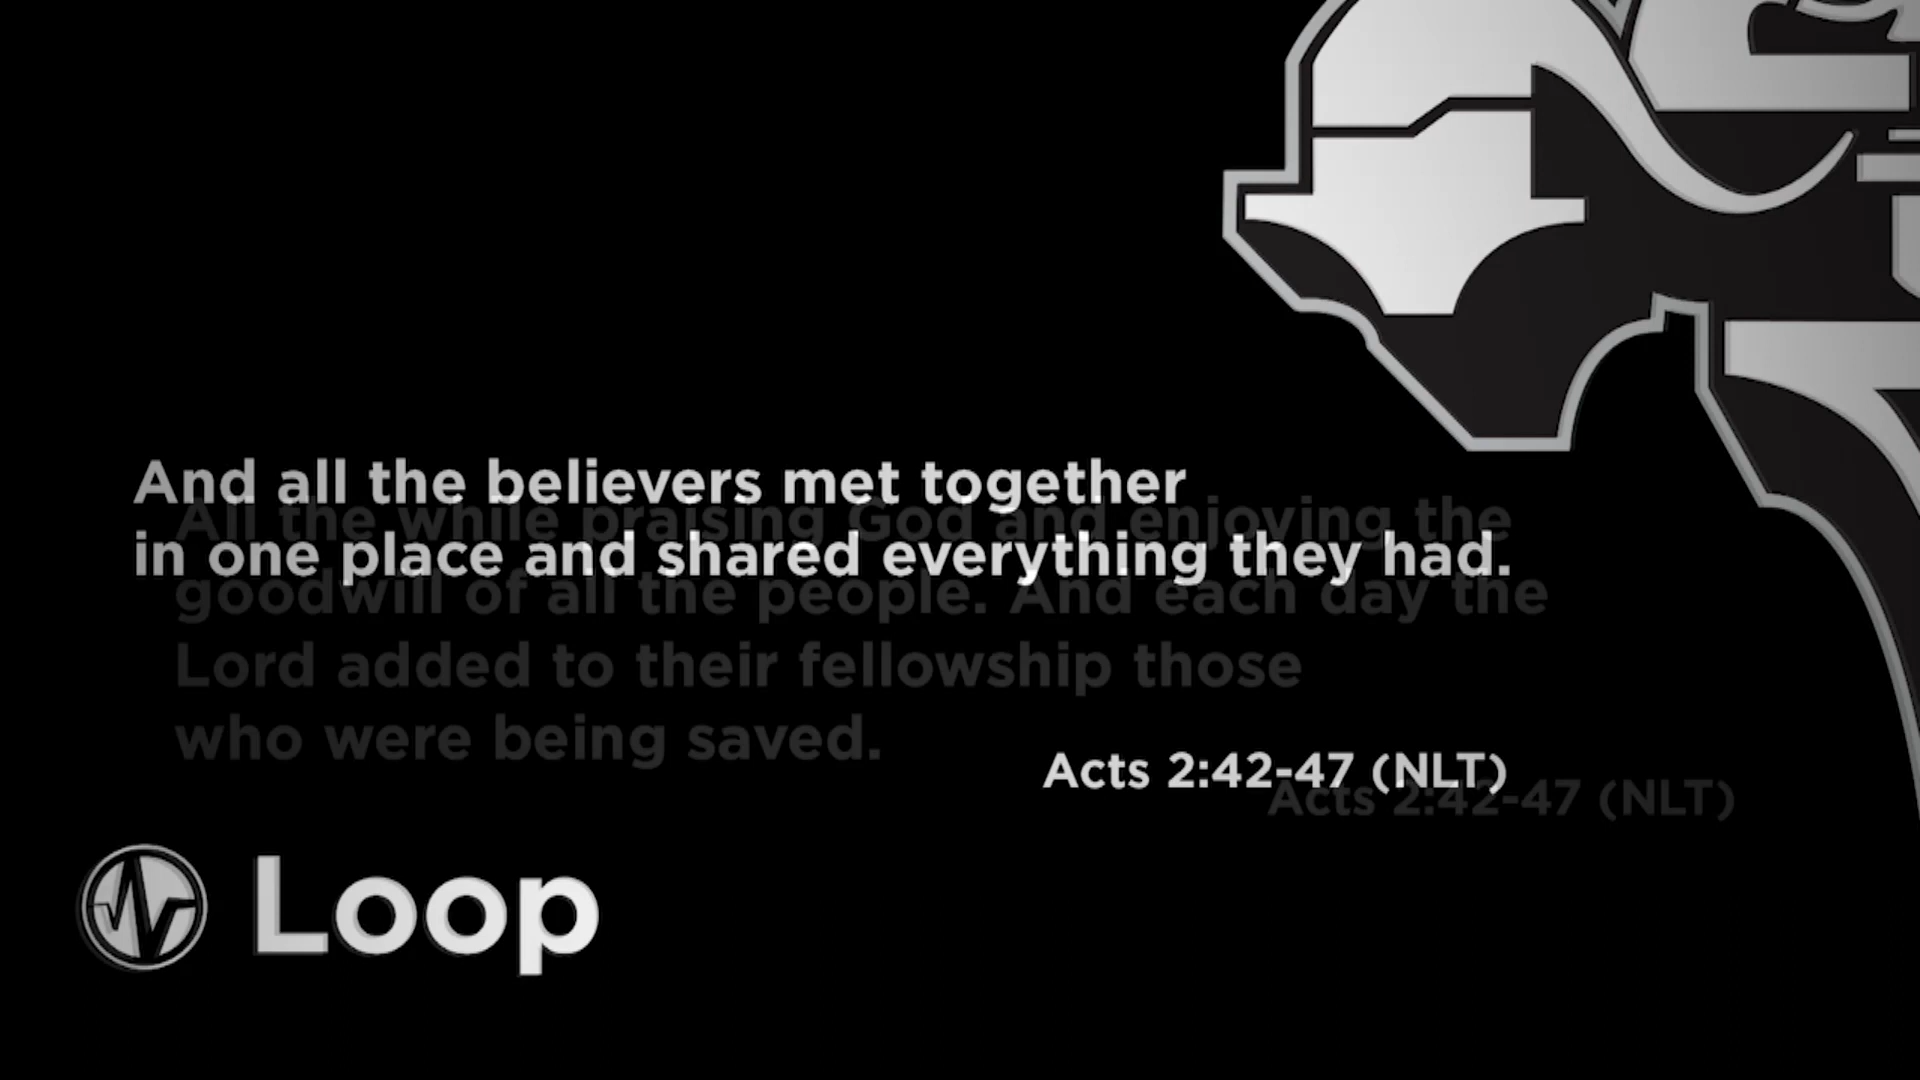 And all the believers met together
in one place and shared everything they had.
All the while praising God and enjoying the
goodwill of all the people. And each day the
Lord added to their fellowship those
who were being saved.
Acts 2:42-47 (NLT)
Acts 2:42-47 (NLT)
Loop